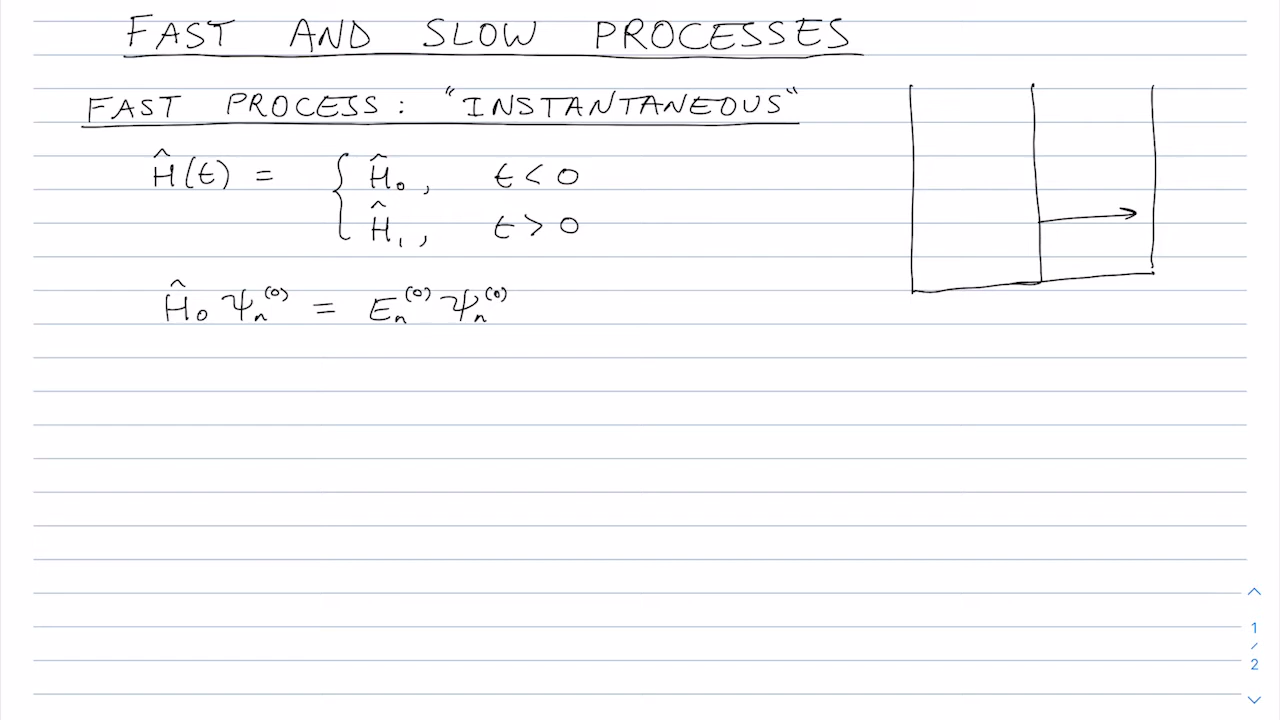 FAST AND SLOW PROCESSES
FAST PROCESS: "INSTANTANEOUS"
Ĥ(t) = { Ĥ₀, t < 0
Ĥ₁, t > 0
Ĥ₀ ψₙ⁽⁰⁾ = Eₙ⁽⁰⁾ ψₙ⁽⁰⁾
1
/
2